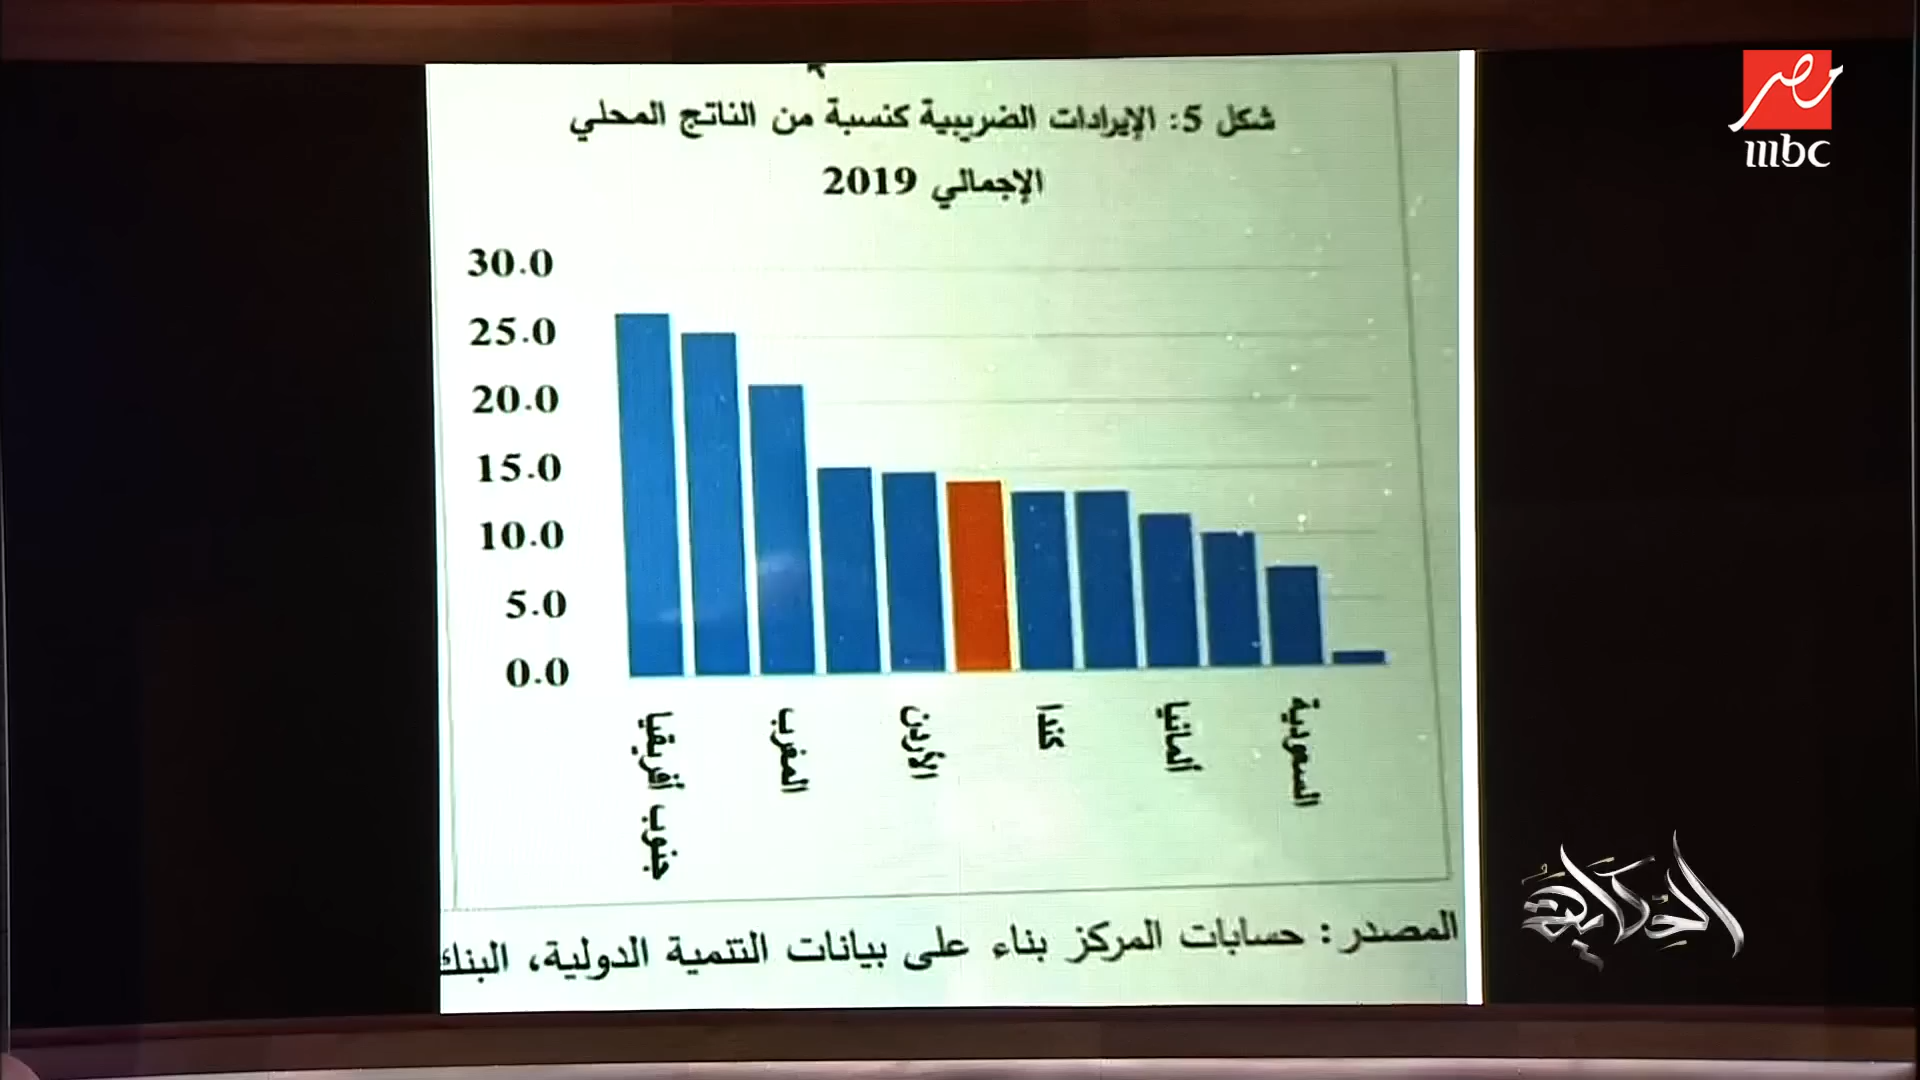 مصر
mbc
شكل 5: الإيرادات الضريبية كنسبة من الناتج المحلي
الإجمالي 2019
30.0
25.0
20.0
15.0
10.0
5.0
0.0
جنوب أفريقيا
المغرب
الأردن
كندا
ألمانيا
السعودية
المصدر: حسابات المركز بناء على بيانات التنمية الدولية، البنك
الحكاية